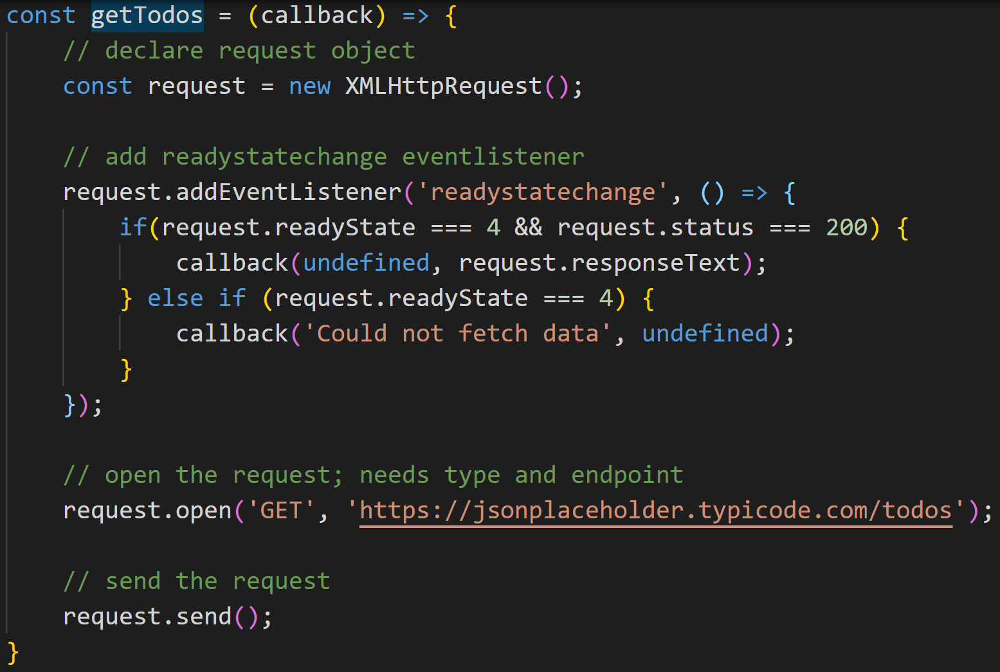 const getTodos = (callback) => {
    // declare request object
    const request = new XMLHttpRequest();

    // add readystatechange eventlistener
    request.addEventListener('readystatechange', () => {
        if(request.readyState === 4 && request.status === 200) {
            callback(undefined, request.responseText);
        } else if (request.readyState === 4) {
            callback('Could not fetch data', undefined);
        }
    });

    // open the request; needs type and endpoint
    request.open('GET', 'https://jsonplaceholder.typicode.com/todos');

    // send the request
    request.send();
}